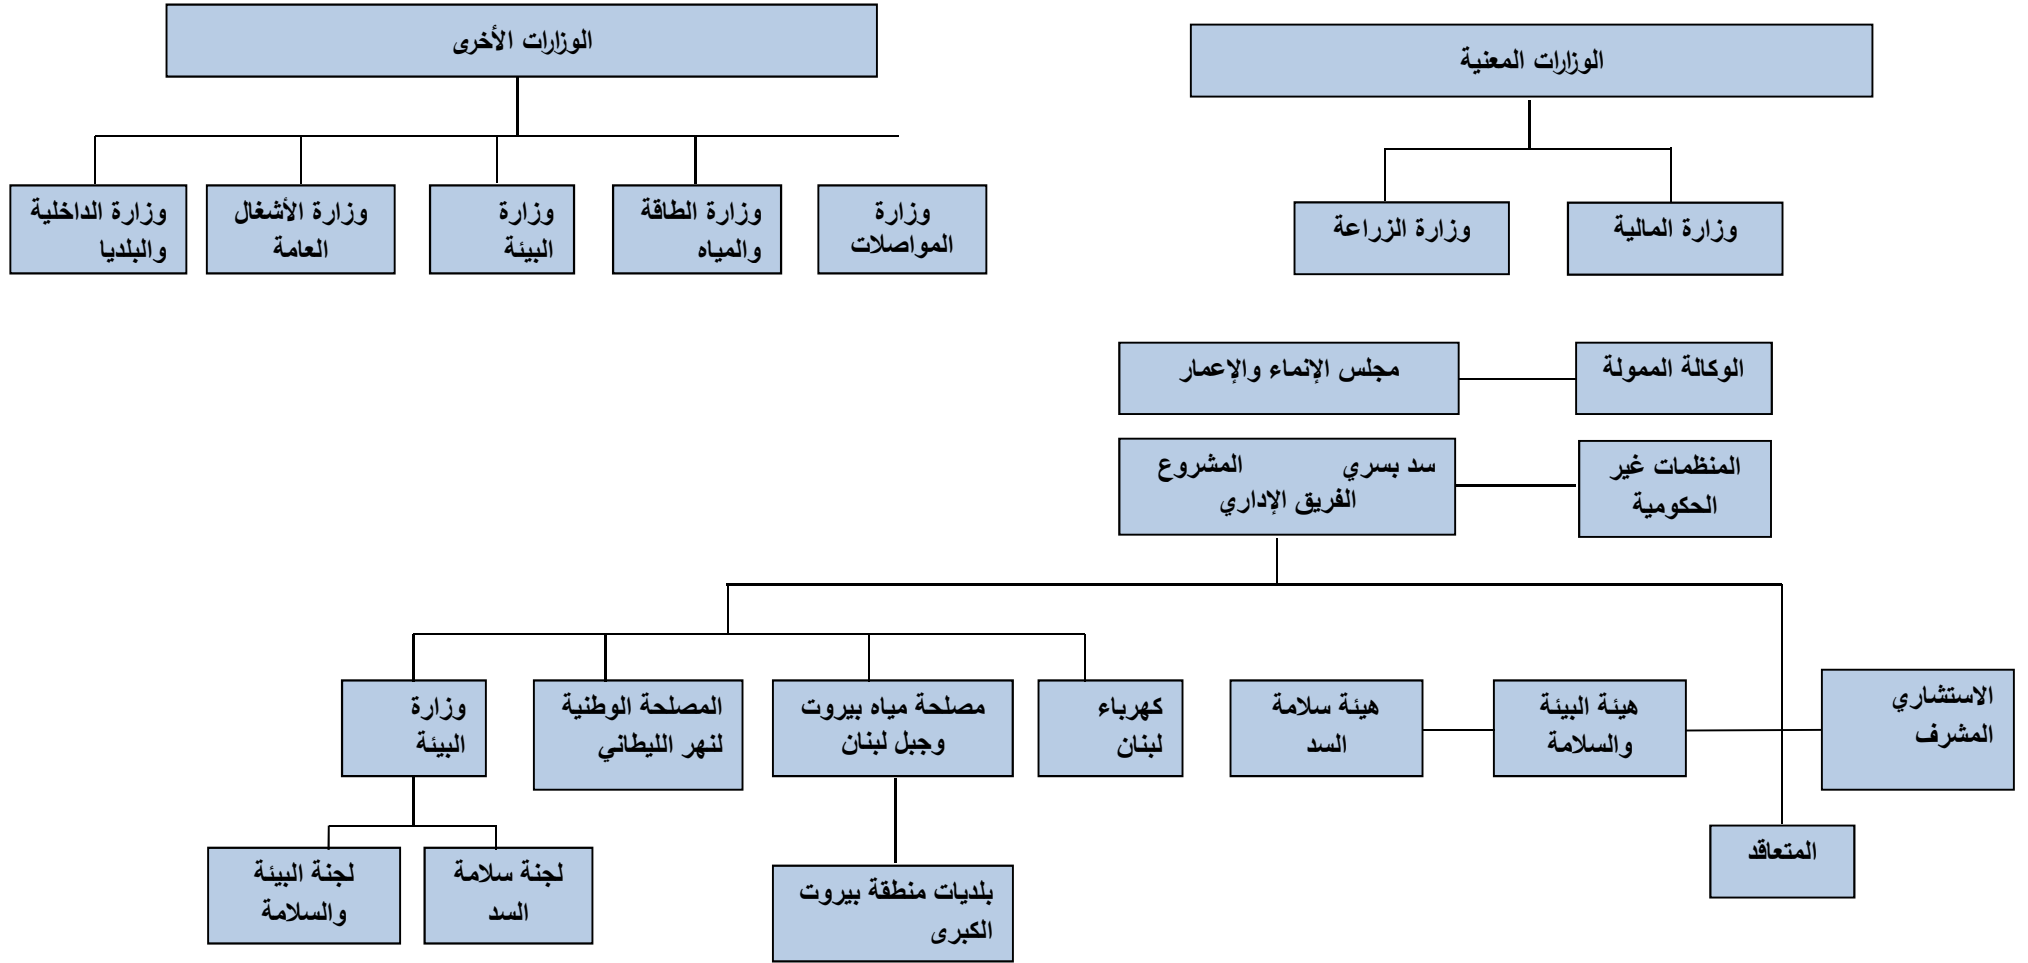 الوزارات المعنية
الوزارات الأخرى
وزارة المالية
وزارة الزراعة
وزارة
المواصلات
وزارة الطاقة
والمياه
وزارة
البيئة
وزارة الأشغال
العامة
وزارة الداخلية
والبلديا
الوكالة الممولة
مجلس الإنماء والإعمار
المنظمات غير
الحكومية
سد بسري المشروع
الفريق الإداري
الاستشاري
المشرف
هيئة البيئة
والسلامة
هيئة سلامة
السد
كهرباء
لبنان
مصلحة مياه بيروت
وجبل لبنان
المصلحة الوطنية
لنهر الليطاني
وزارة
البيئة
المتعاقد
بلديات منطقة بيروت
الكبرى
لجنة سلامة
السد
لجنة البيئة
والسلامة